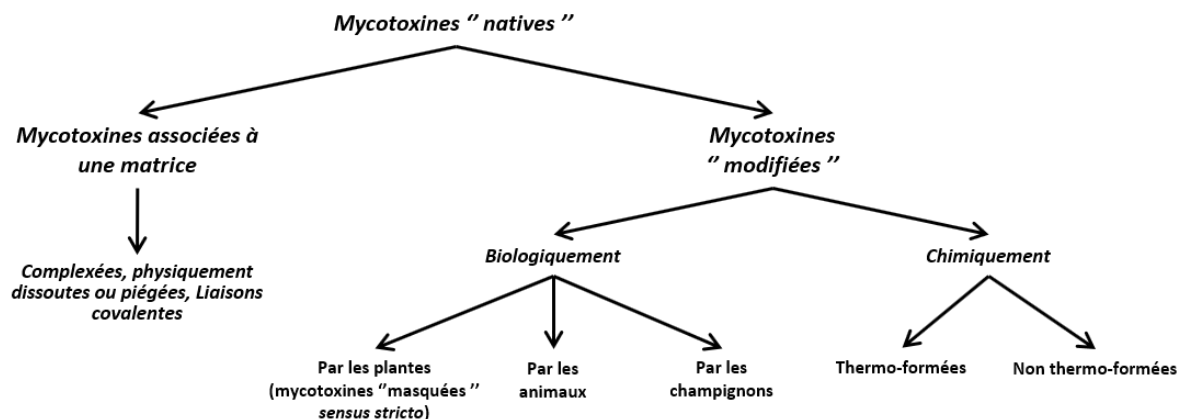 Mycotoxines ‘’ natives ’’
Mycotoxines associées à
une matrice
Mycotoxines
‘’ modifiées ’’
Complexées, physiquement
dissoutes ou piégées, Liaisons
covalentes
Biologiquement
Chimiquement
Par les plantes
(mycotoxines ‘’masquées ’’
sensus stricto)
Par les
animaux
Par les
champignons
Thermo-formées
Non thermo-formées